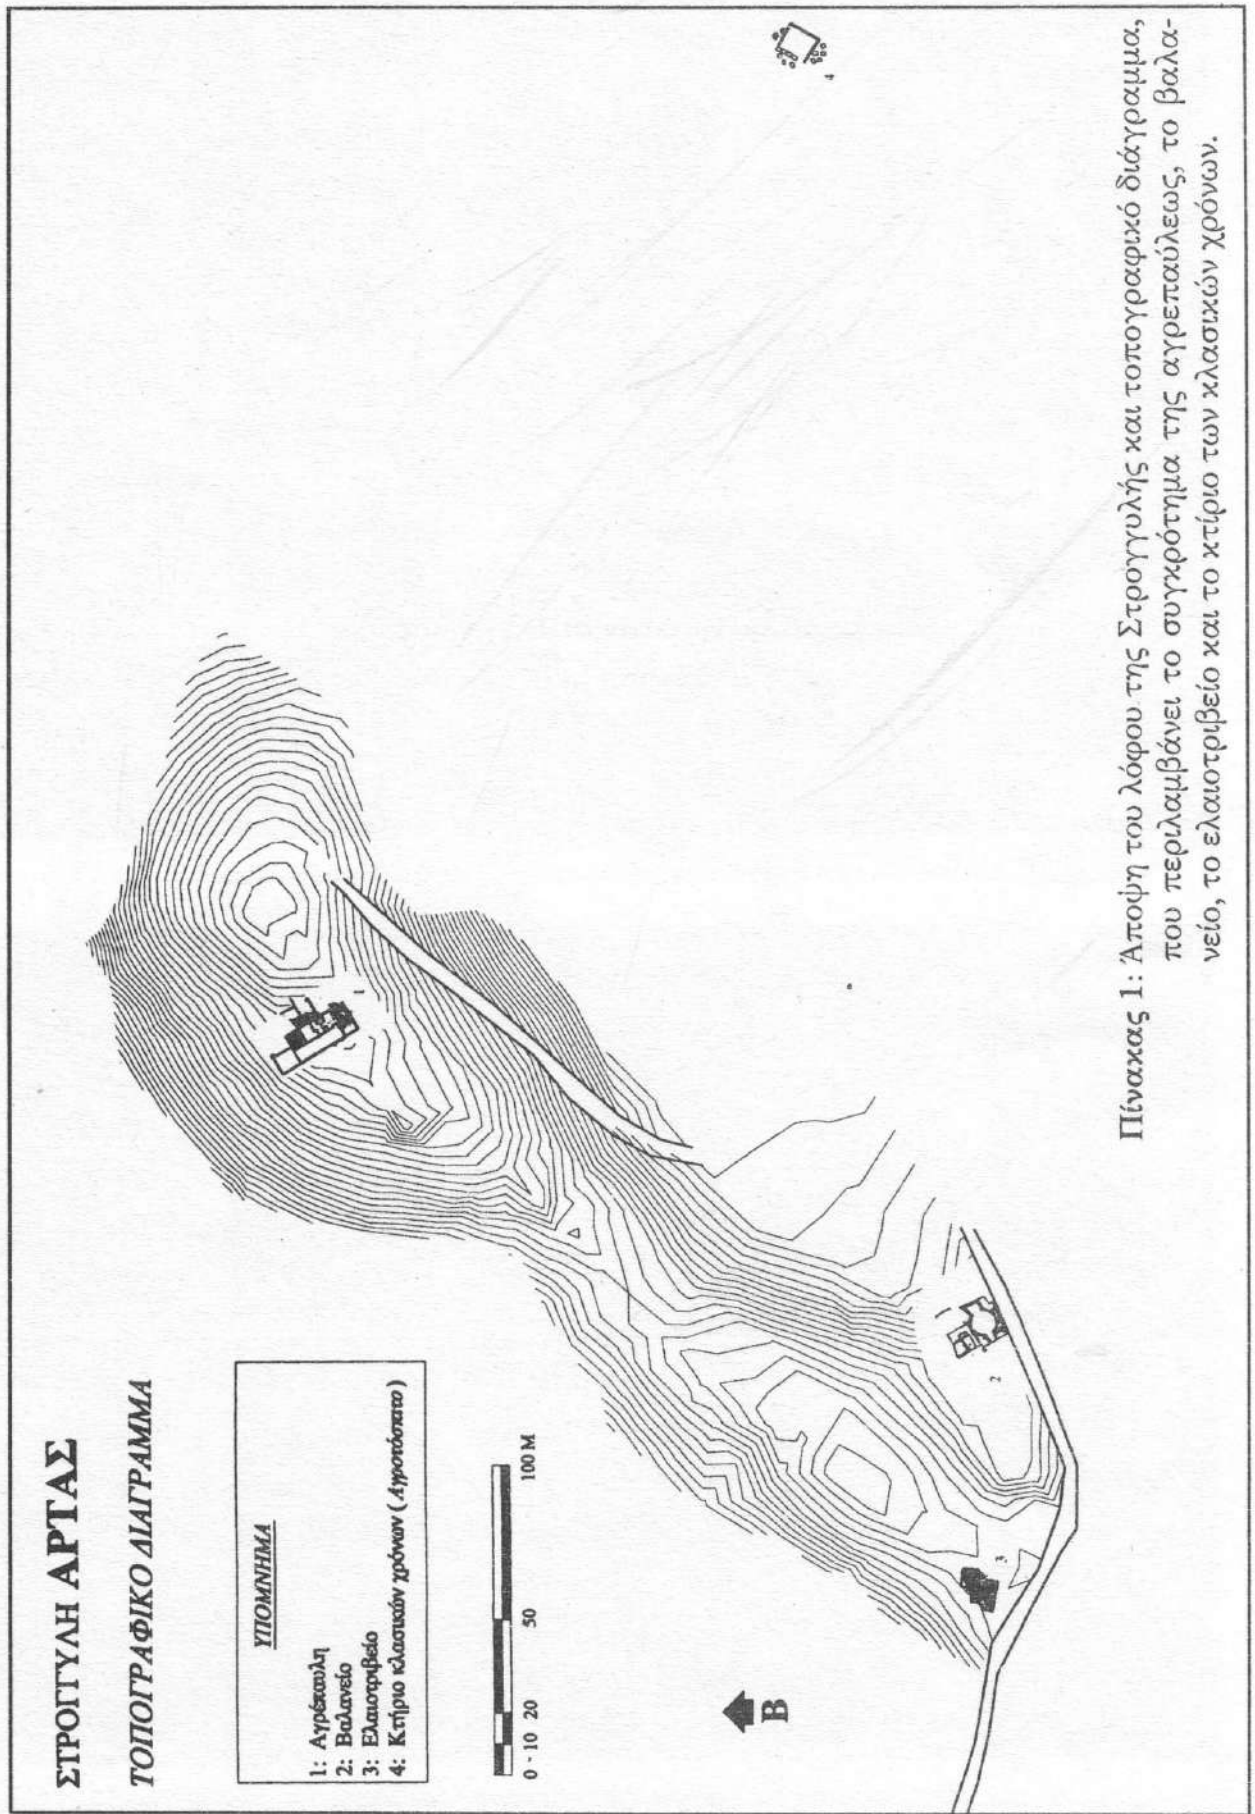 ΣΤΡΟΓΓΥΛΗ ΑΡΤΑΣ
ΤΟΠΟΓΡΑΦΙΚΟ ΔΙΑΓΡΑΜΜΑ
ΥΠΟΜΝΗΜΑ
1: Αγρέπαυλη
2: Βαλανείο
3: Ελαιοτριβείο
4: Κτήριο κλασικών χρόνων (Αγροτόσπιτο)
0 - 10 20 50 100 M
B
1
2
3
4
Πίνακας 1: Άποψη του λόφου της Στρογγυλής και τοπογραφικό διάγραμμα,
που περιλαμβάνει το συγκρότημα της αγρεπαύλεως, το βαλα-
νείο, το ελαιοτριβείο και το κτίριο των κλασικών χρόνων.